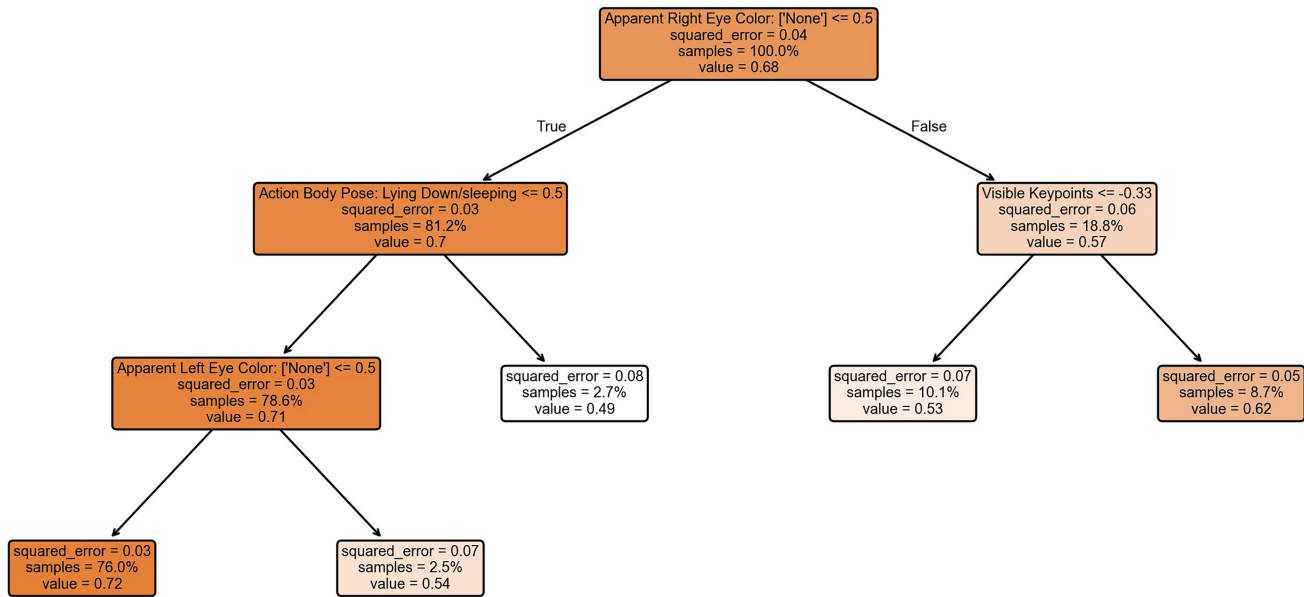 Apparent Right Eye Color: ['None'] <= 0.5
squared_error = 0.04
samples = 100.0%
value = 0.68
True
False
Action Body Pose: Lying Down/sleeping <= 0.5
squared_error = 0.03
samples = 81.2%
value = 0.7
Visible Keypoints <= -0.33
squared_error = 0.06
samples = 18.8%
value = 0.57
Apparent Left Eye Color: ['None'] <= 0.5
squared_error = 0.03
samples = 78.6%
value = 0.71
squared_error = 0.08
samples = 2.7%
value = 0.49
squared_error = 0.07
samples = 10.1%
value = 0.53
squared_error = 0.05
samples = 8.7%
value = 0.62
squared_error = 0.03
samples = 76.0%
value = 0.72
squared_error = 0.07
samples = 2.5%
value = 0.54